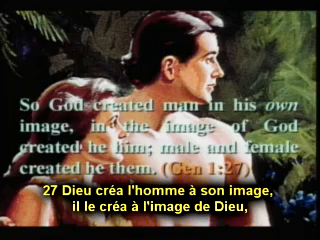 So God created man in his own
image, in the image of God
created he him; male and female
created he them. (Gen 1:27)
27 Dieu créa l'homme à son image,
il le créa à l'image de Dieu,